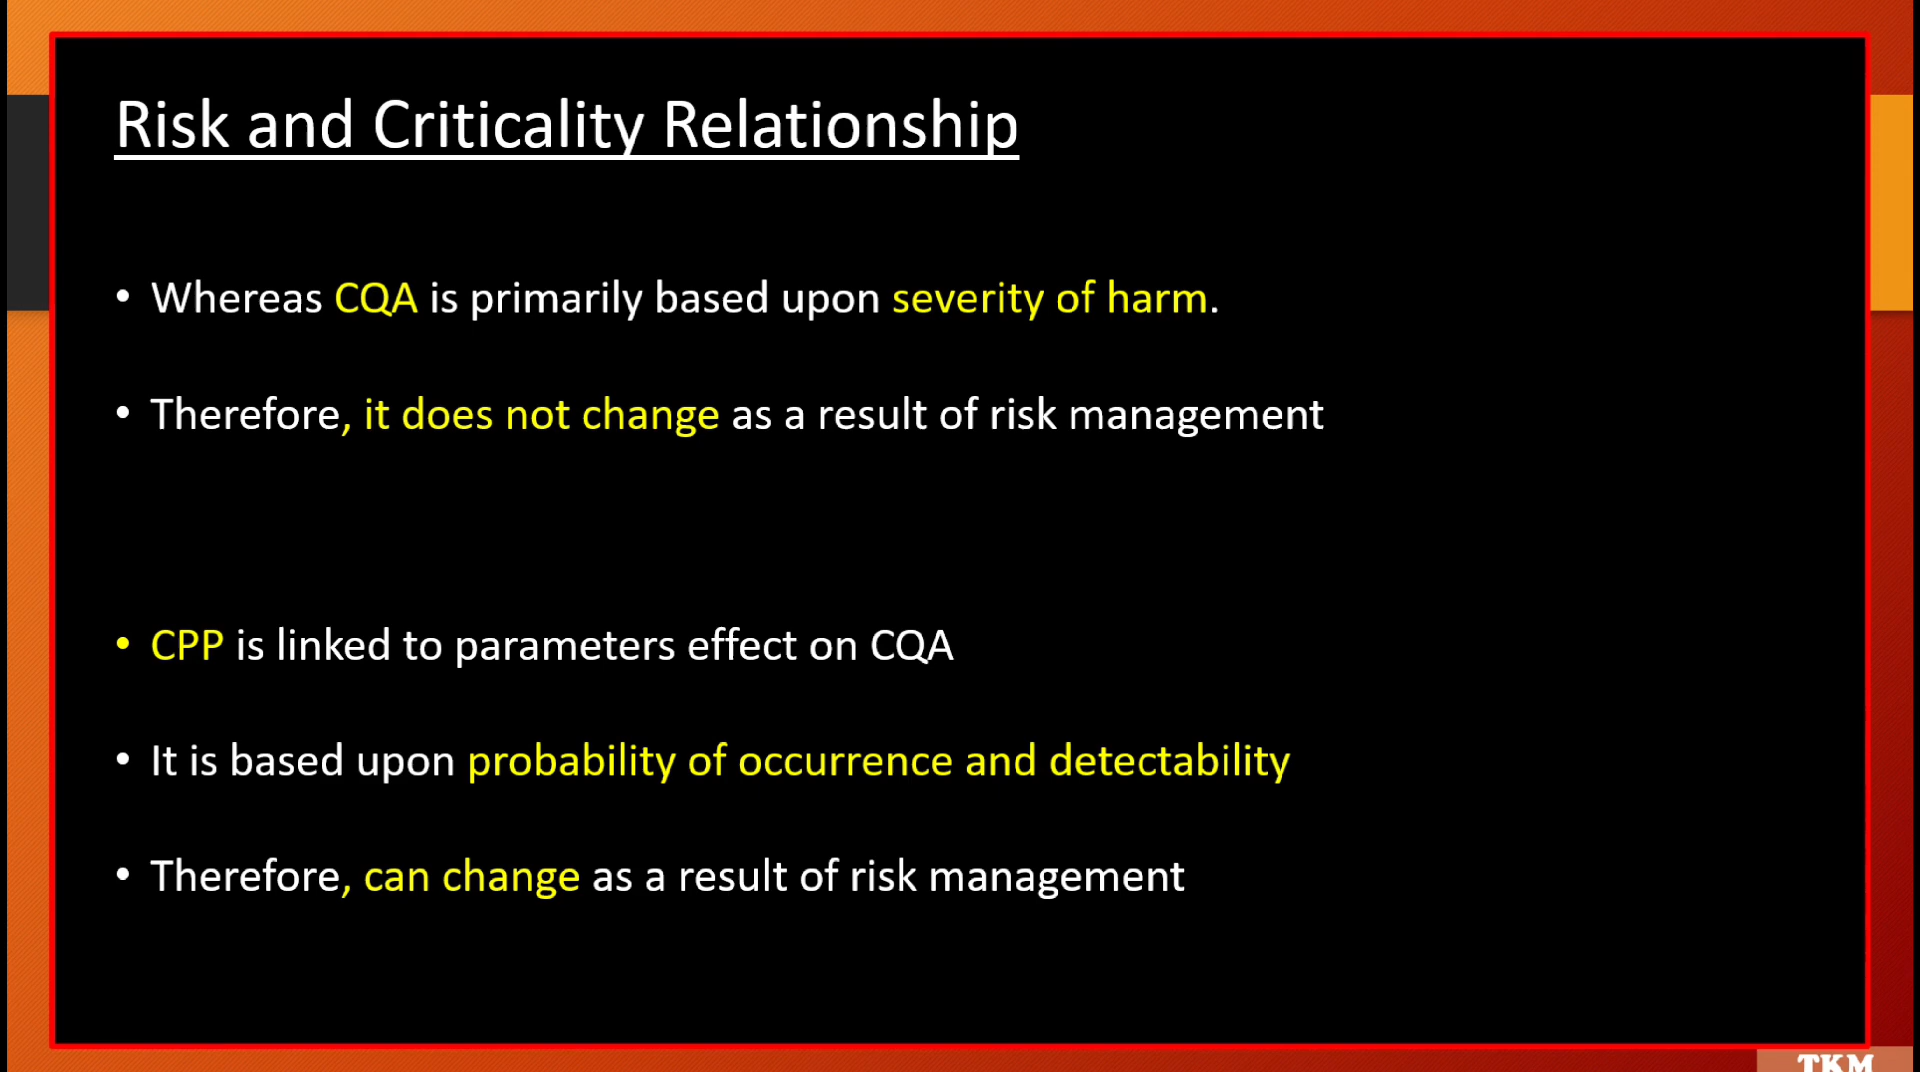 Risk and Criticality Relationship
• Whereas CQA is primarily based upon severity of harm.
• Therefore, it does not change as a result of risk management
• CPP is linked to parameters effect on CQA
• It is based upon probability of occurrence and detectability
• Therefore, can change as a result of risk management
TKM